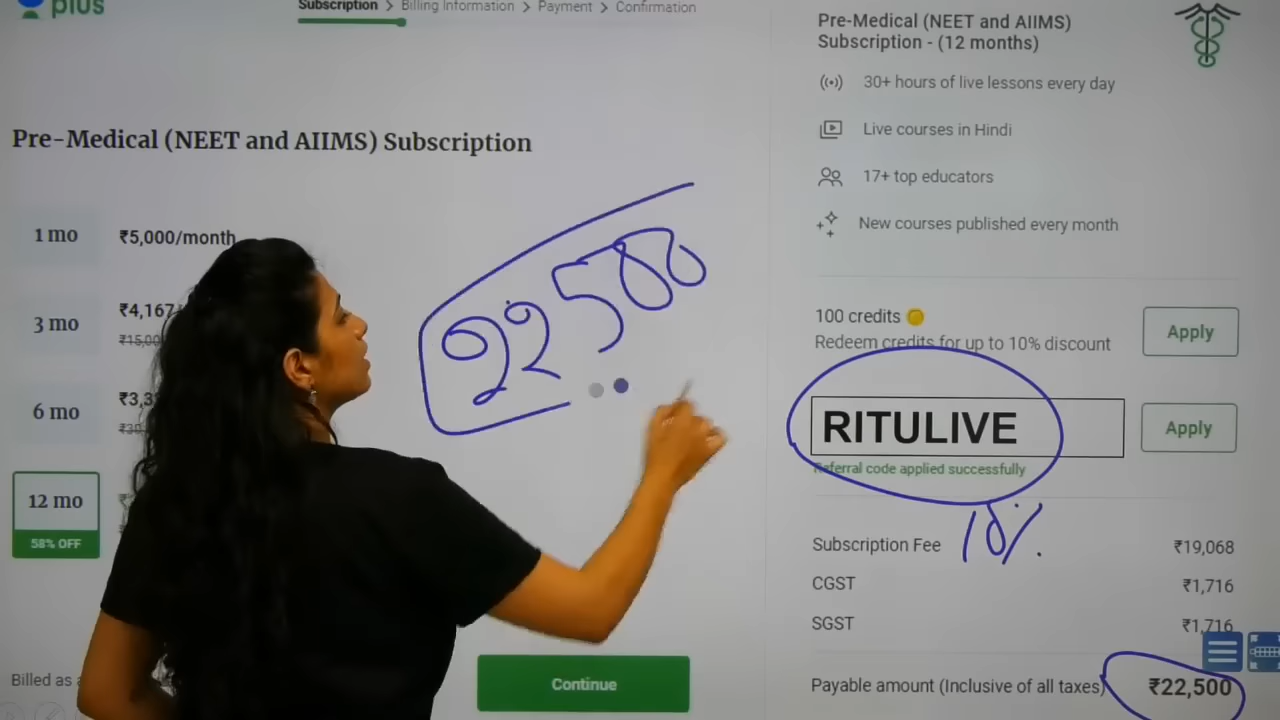 plus
Subscription > Billing Information > Payment > Confirmation
Pre-Medical (NEET and AIIMS) Subscription
1 mo ₹5,000/month
3 mo ₹4,167
6 mo
12 mo
58% OFF
Billed as
Continue
22500
Pre-Medical (NEET and AIIMS)
Subscription - (12 months)
30+ hours of live lessons every day
Live courses in Hindi
17+ top educators
New courses published every month
100 credits
Redeem credits for up to 10% discount
Apply
RITULIVE
Apply
Referral code applied successfully
10%
Subscription Fee ₹19,068
CGST ₹1,716
SGST ₹1,716
Payable amount (Inclusive of all taxes) ₹22,500